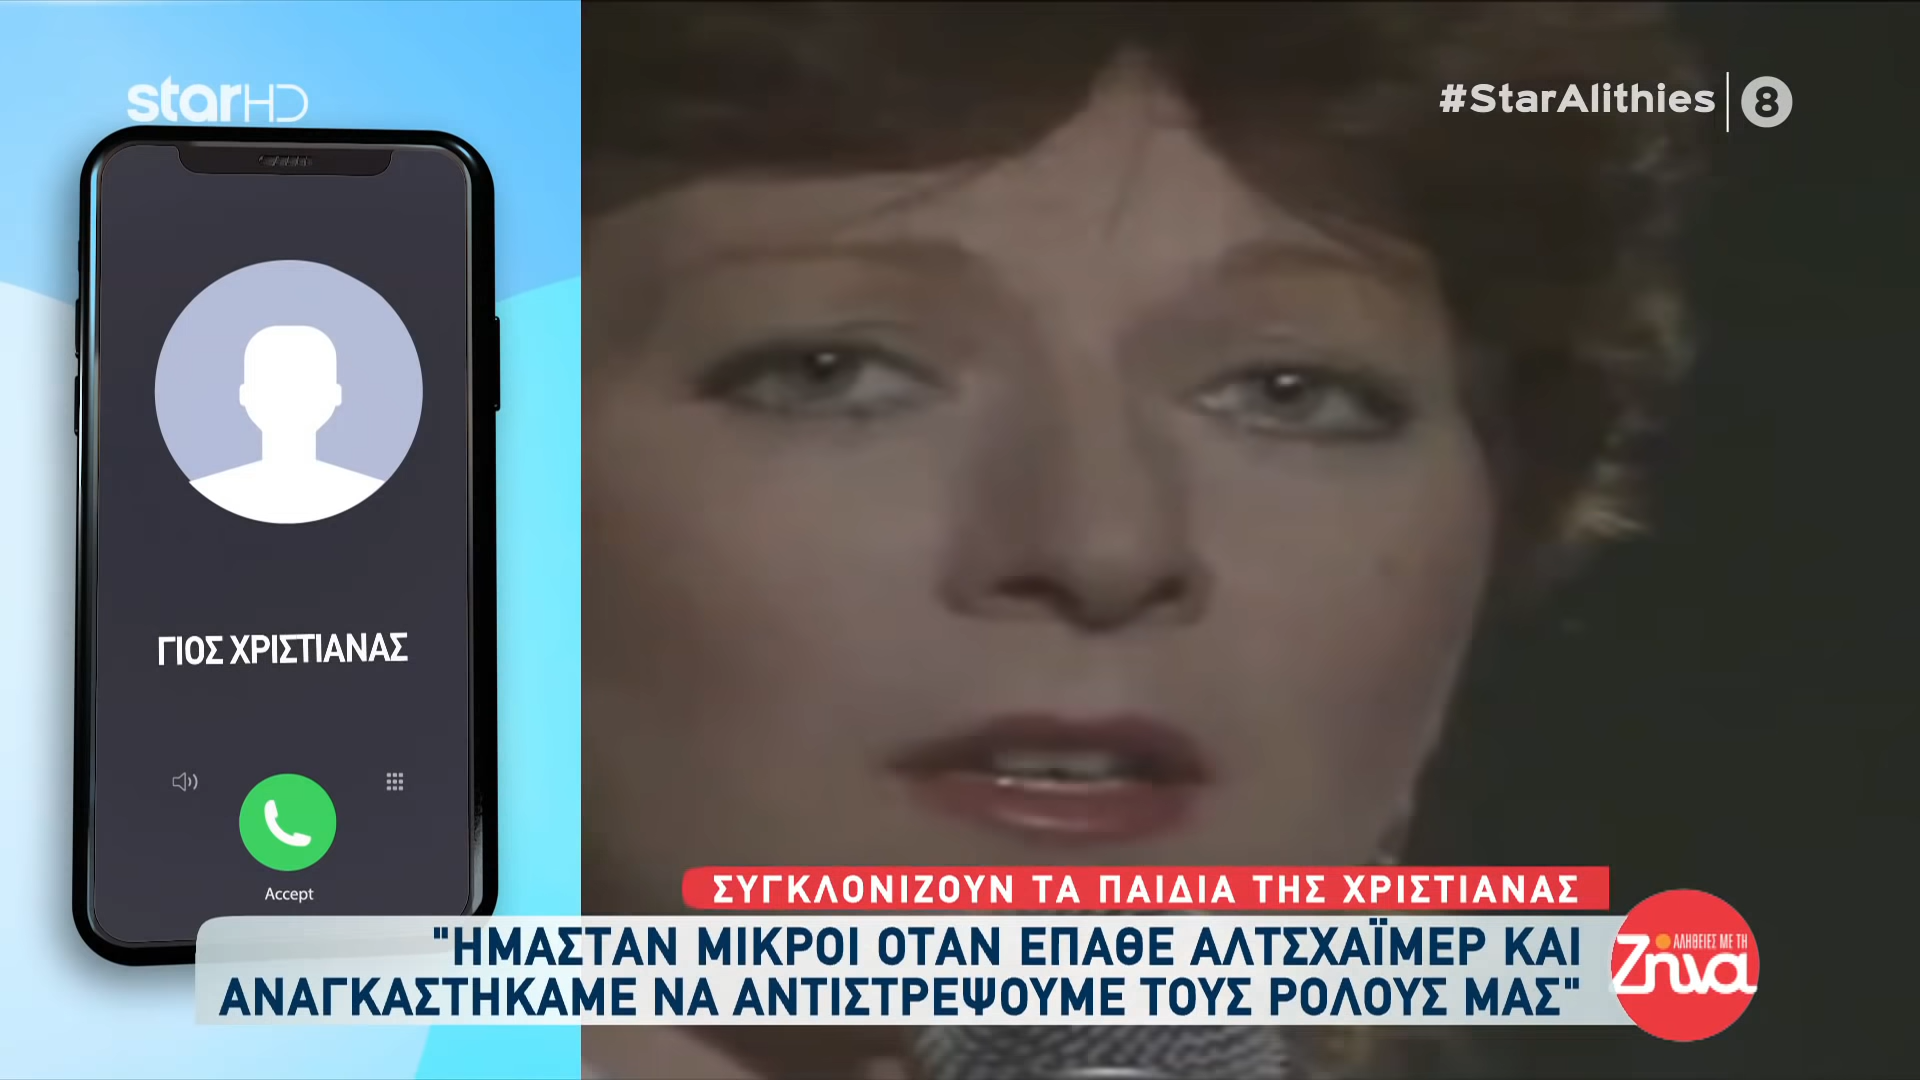 starHD
#StarAlithies
8
ΓΙΟΣ ΧΡΙΣΤΙΑΝΑΣ
Accept
ΣΥΓΚΛΟΝΙΖΟΥΝ ΤΑ ΠΑΙΔΙΑ ΤΗΣ ΧΡΙΣΤΙΑΝΑΣ
"ΗΜΑΣΤΑΝ ΜΙΚΡΟΙ ΟΤΑΝ ΕΠΑΘΕ ΑΛΤΣΧΑΪΜΕΡ ΚΑΙ
ΑΝΑΓΚΑΣΤΗΚΑΜΕ ΝΑ ΑΝΤΙΣΤΡΕΨΟΥΜΕ ΤΟΥΣ ΡΟΛΟΥΣ ΜΑΣ"
ΑΛΗΘΕΙΕΣ ΜΕ ΤΗ
Ζήνα